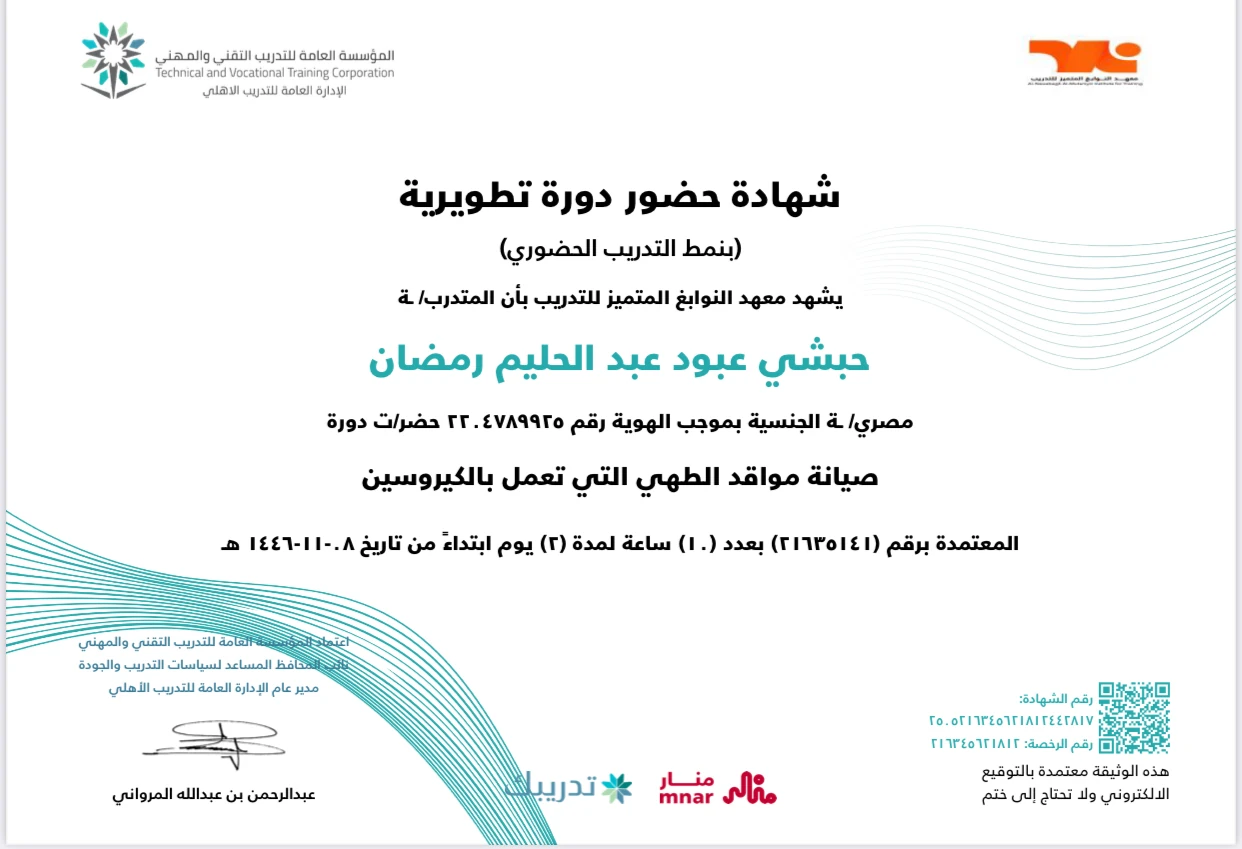 المؤسسة العامة للتدريب التقني والمهني
Technical and Vocational Training Corporation
الإدارة العامة للتدريب الاهلي
معهد النوابغ المتميز للتدريب
شهادة حضور دورة تطويرية
(بنمط التدريب الحضوري)
يشهد معهد النوابغ المتميز للتدريب بأن المتدرب/ ـة
حبشي عبود عبد الحليم رمضان
مصري/ ـة الجنسية بموجب الهوية رقم ٢٢٠٤٧٨٩٩٢٥ حضر/ت دورة
صيانة مواقد الطهي التي تعمل بالكيروسين
المعتمدة برقم (٢١٦٣٥١٤١) بعدد (١٠) ساعة لمدة (٢) يوم ابتداءً من تاريخ ٠٨-١١-١٤٤٦ هـ
اعتماد المؤسسة العامة للتدريب التقني والمهني
نائب المحافظ المساعد لسياسات التدريب والجودة
مدير عام الإدارة العامة للتدريب الأهلي
عبدالرحمن بن عبدالله المرواني
تدريبك
منار
mnar
رقم الشهادة:
٢٥٠٥٢١٦٣٤٥٦٢١٨١٢٤٤٢٨١٧
رقم الرخصة: ٢١٦٣٤٥٦٢١٨١٢
هذه الوثيقة معتمدة بالتوقيع
الالكتروني ولا تحتاج إلى ختم